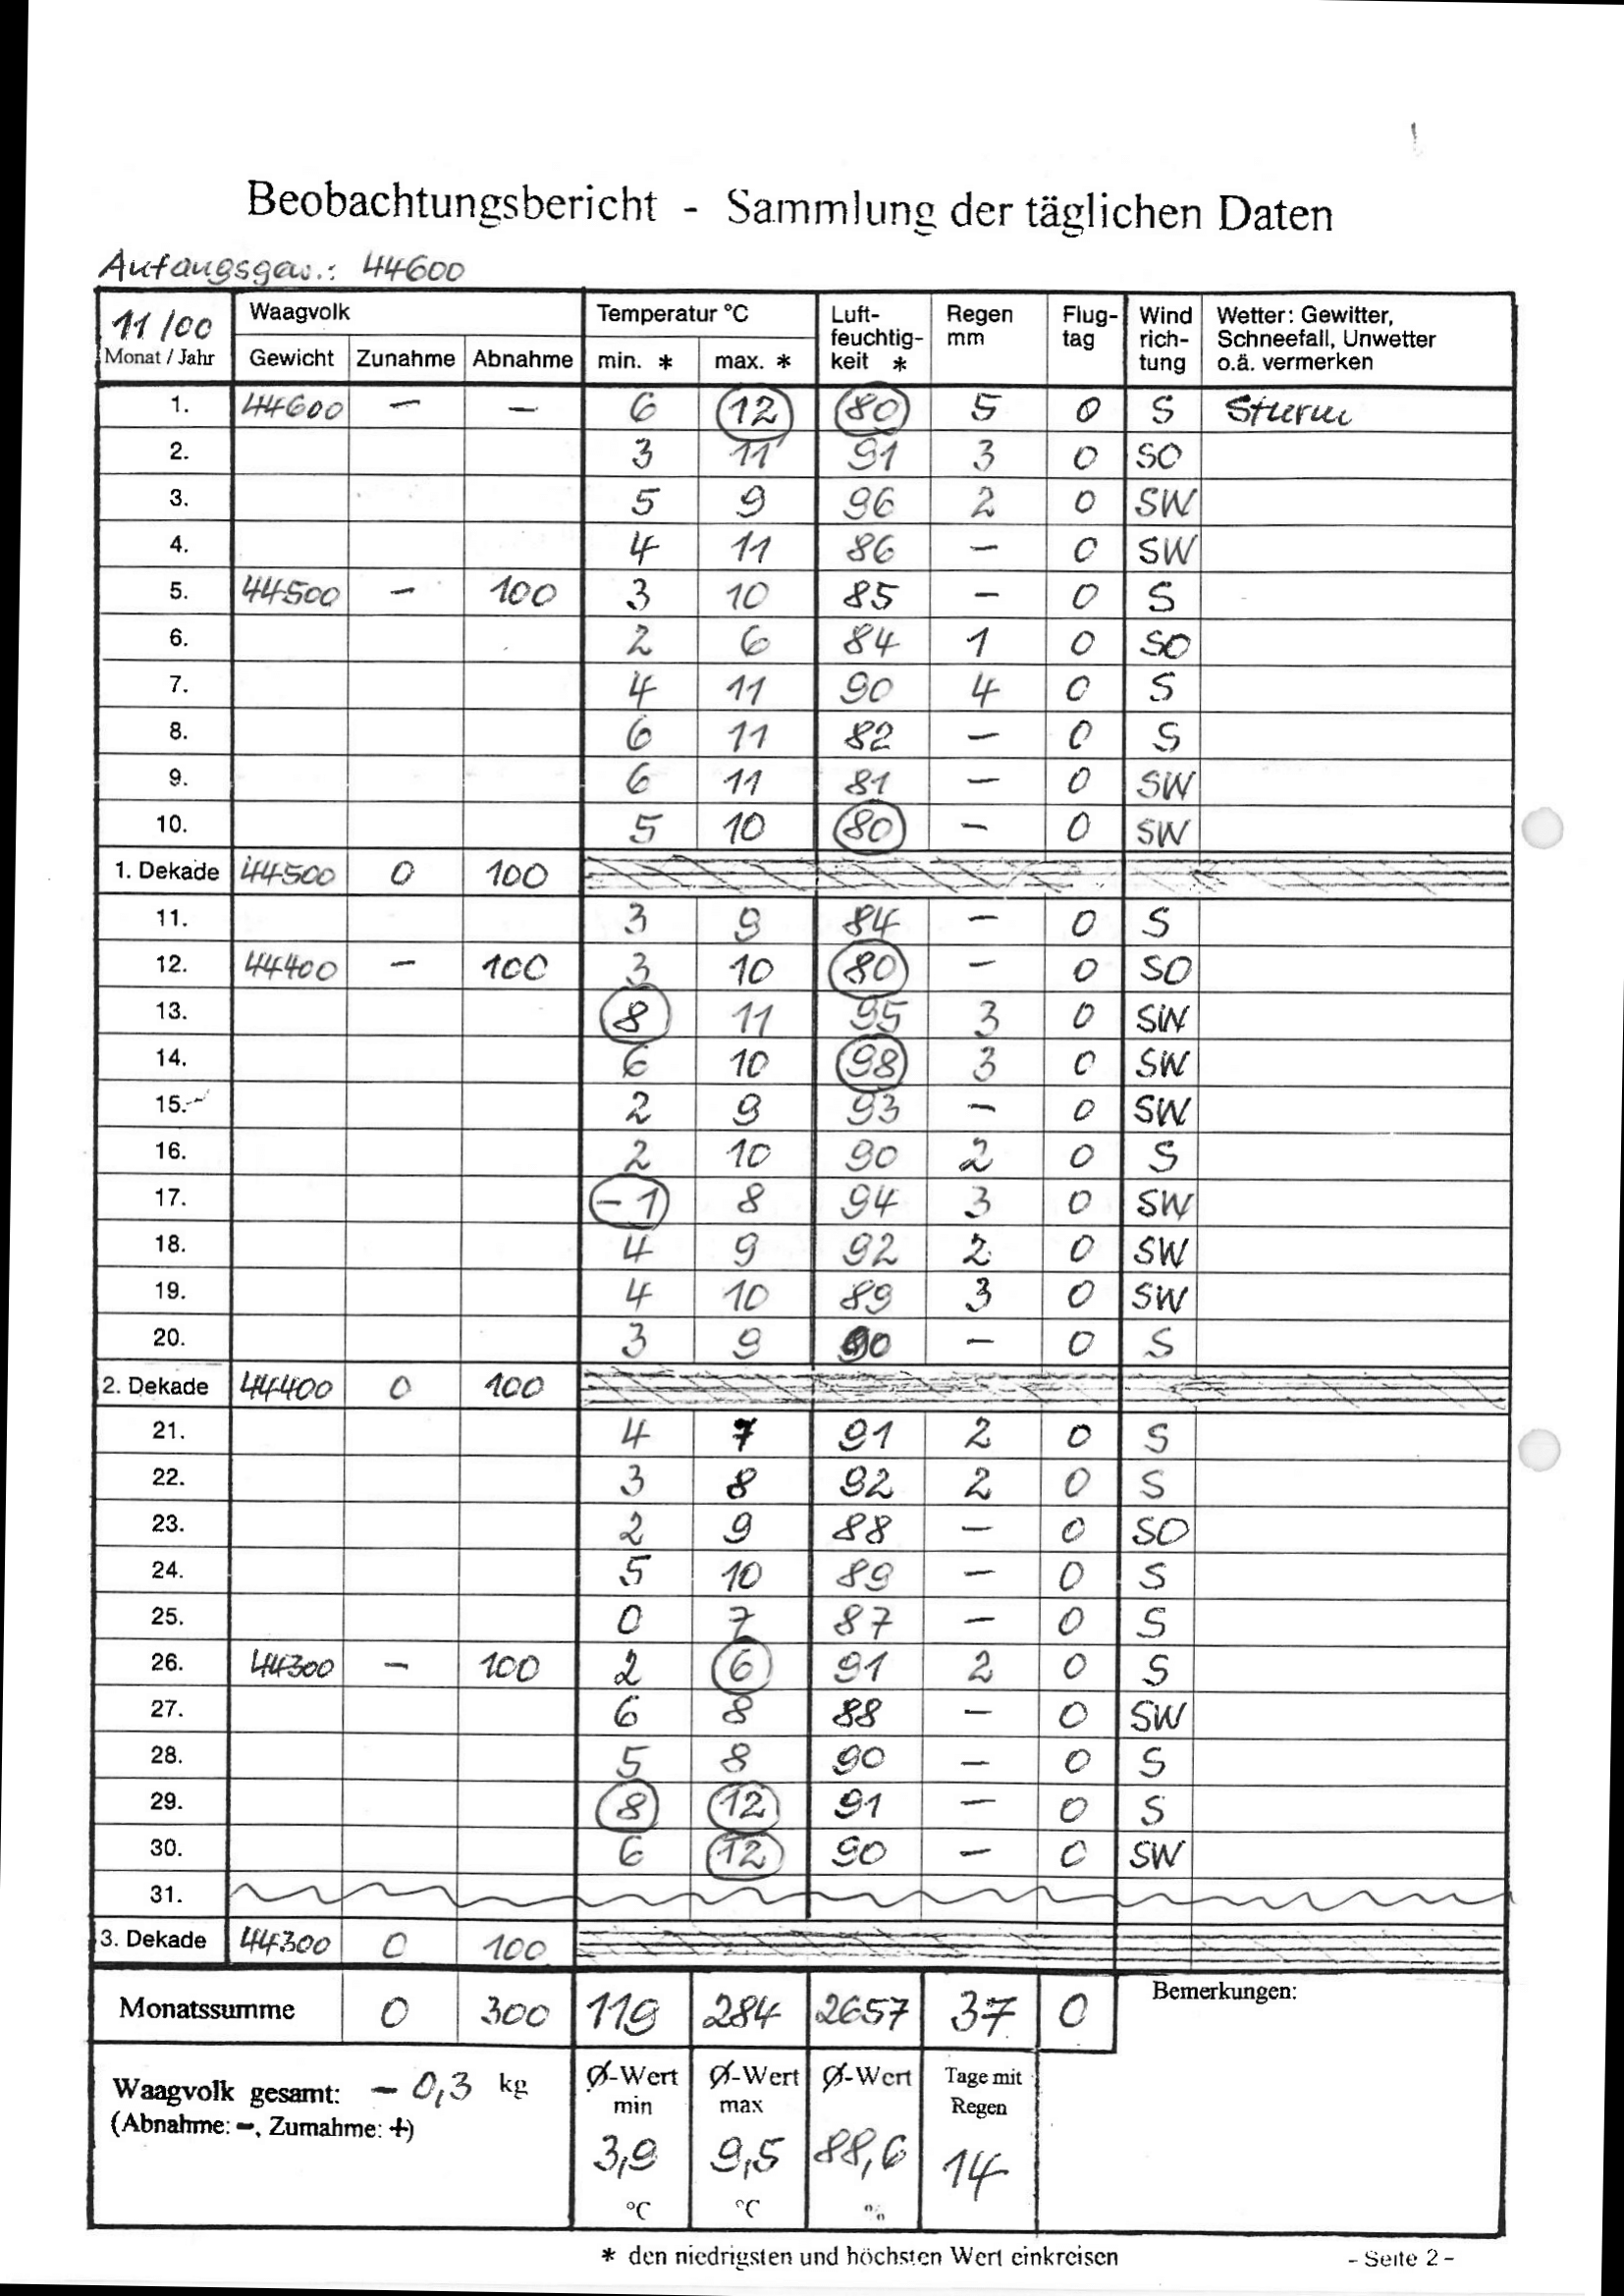 Beobachtungsbericht - Sammlung der täglichen Daten
Anfangsgew.: 44600
11/00 Waagvolk Temperatur °C Luft- Regen Flug- Wind Wetter: Gewitter,
feuchtig- mm tag rich- Schneefall, Unwetter
Monat / Jahr Gewicht Zunahme Abnahme min. * max. * keit * tung o.ä. vermerken
1. 44600 – – 6 12 80 5 0 S Sturm
2. 3 11 91 3 0 SO
3. 5 9 96 2 0 SW
4. 4 11 86 – 0 SW
5. 44500 – 100 3 10 85 – 0 S
6. 2 6 84 1 0 SO
7. 4 11 90 4 0 S
8. 6 11 82 – 0 S
9. 6 11 81 – 0 SW
10. 5 10 80 – 0 SW
1. Dekade 44500 0 100
11. 3 9 84 – 0 S
12. 44400 – 100 3 10 80 – 0 SO
13. 8 11 95 3 0 SW
14. 6 10 98 3 0 SW
15. 2 9 93 – 0 SW
16. 2 10 90 2 0 S
17. -1 8 94 3 0 SW
18. 4 9 92 2 0 SW
19. 4 10 89 3 0 SW
20. 3 9 90 – 0 S
2. Dekade 44400 0 100
21. 4 7 91 2 0 S
22. 3 8 92 2 0 S
23. 2 9 88 – 0 SO
24. 5 10 89 – 0 S
25. 0 7 87 – 0 S
26. 44300 – 100 2 6 91 2 0 S
27. 6 8 88 – 0 SW
28. 5 8 90 – 0 S
29. 8 12 91 – 0 S
30. 6 12 90 – 0 SW
31.
3. Dekade 44300 0 100
Monatssumme 0 300 119 284 2657 37 0 Bemerkungen:
Waagvolk gesamt: – 0,3 kg Ø-Wert Ø-Wert Ø-Wert Tage mit
(Abnahme: –, Zumahme: +) min max Regen
3,9 9,5 88,6 14
°C °C %
* den niedrigsten und höchsten Wert einkreisen - Seite 2 -